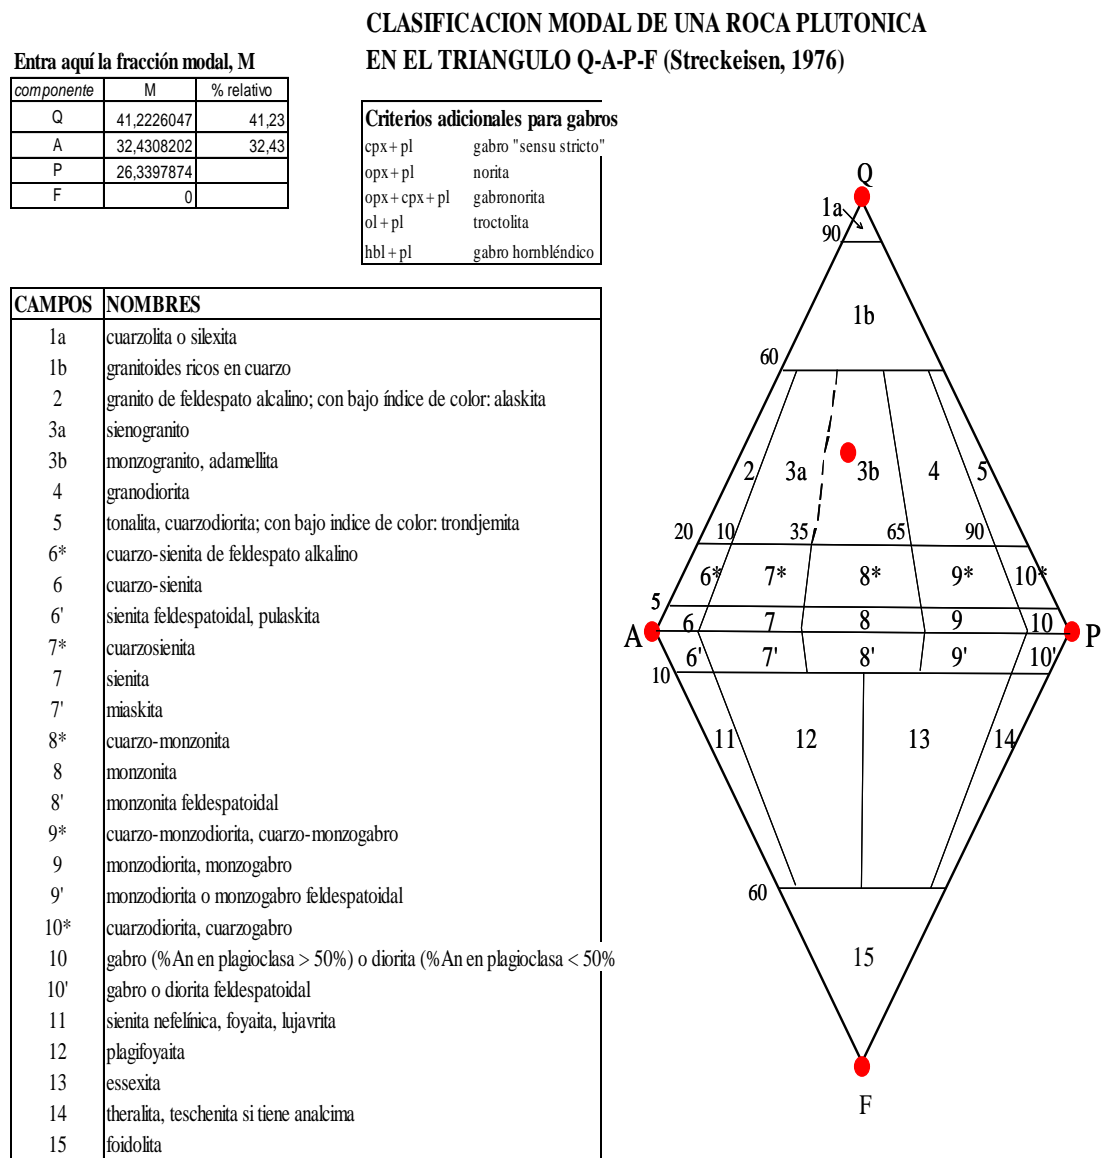 CLASIFICACION MODAL DE UNA ROCA PLUTONICA
EN EL TRIANGULO Q-A-P-F (Streckeisen, 1976)
Entra aquí la fracción modal, M
componente M % relativo
Q 41,2226047 41,23
A 32,4308202 32,43
P 26,3397874
F 0
Criterios adicionales para gabros
cpx+pl gabro "sensu stricto"
opx+pl norita
opx+cpx+pl gabronorita
ol+pl troctolita
hbl+pl gabro hornbléndico
CAMPOS NOMBRES
1a cuarzolita o silexita
1b granitoides ricos en cuarzo
2 granito de feldespato alcalino; con bajo índice de color: alaskita
3a sienogranito
3b monzogranito, adamellita
4 granodiorita
5 tonalita, cuarzodiorita; con bajo indice de color: trondjemita
6* cuarzo-sienita de feldespato alkalino
6 cuarzo-sienita
6' sienita feldespatoidal, pulaskita
7* cuarzosienita
7 sienita
7' miaskita
8* cuarzo-monzonita
8 monzonita
8' monzonita feldespatoidal
9* cuarzo-monzodiorita, cuarzo-monzogabro
9 monzodiorita, monzogabro
9' monzodiorita o monzogabro feldespatoidal
10* cuarzodiorita, cuarzogabro
10 gabro (%An en plagioclasa > 50%) o diorita (%An en plagioclasa < 50%
10' gabro o diorita feldespatoidal
11 sienita nefelínica, foyaita, lujavrita
12 plagifoyaita
13 essexita
14 theralita, teschenita si tiene analcima
15 foidolita
Q
1a
90
1b
60
2 3a 3b 4 5
20 10 35 65 90
6* 7* 8* 9* 10*
5
6 7 8 9 10
A P
6' 7' 8' 9' 10'
10
11 12 13 14
60
15
F